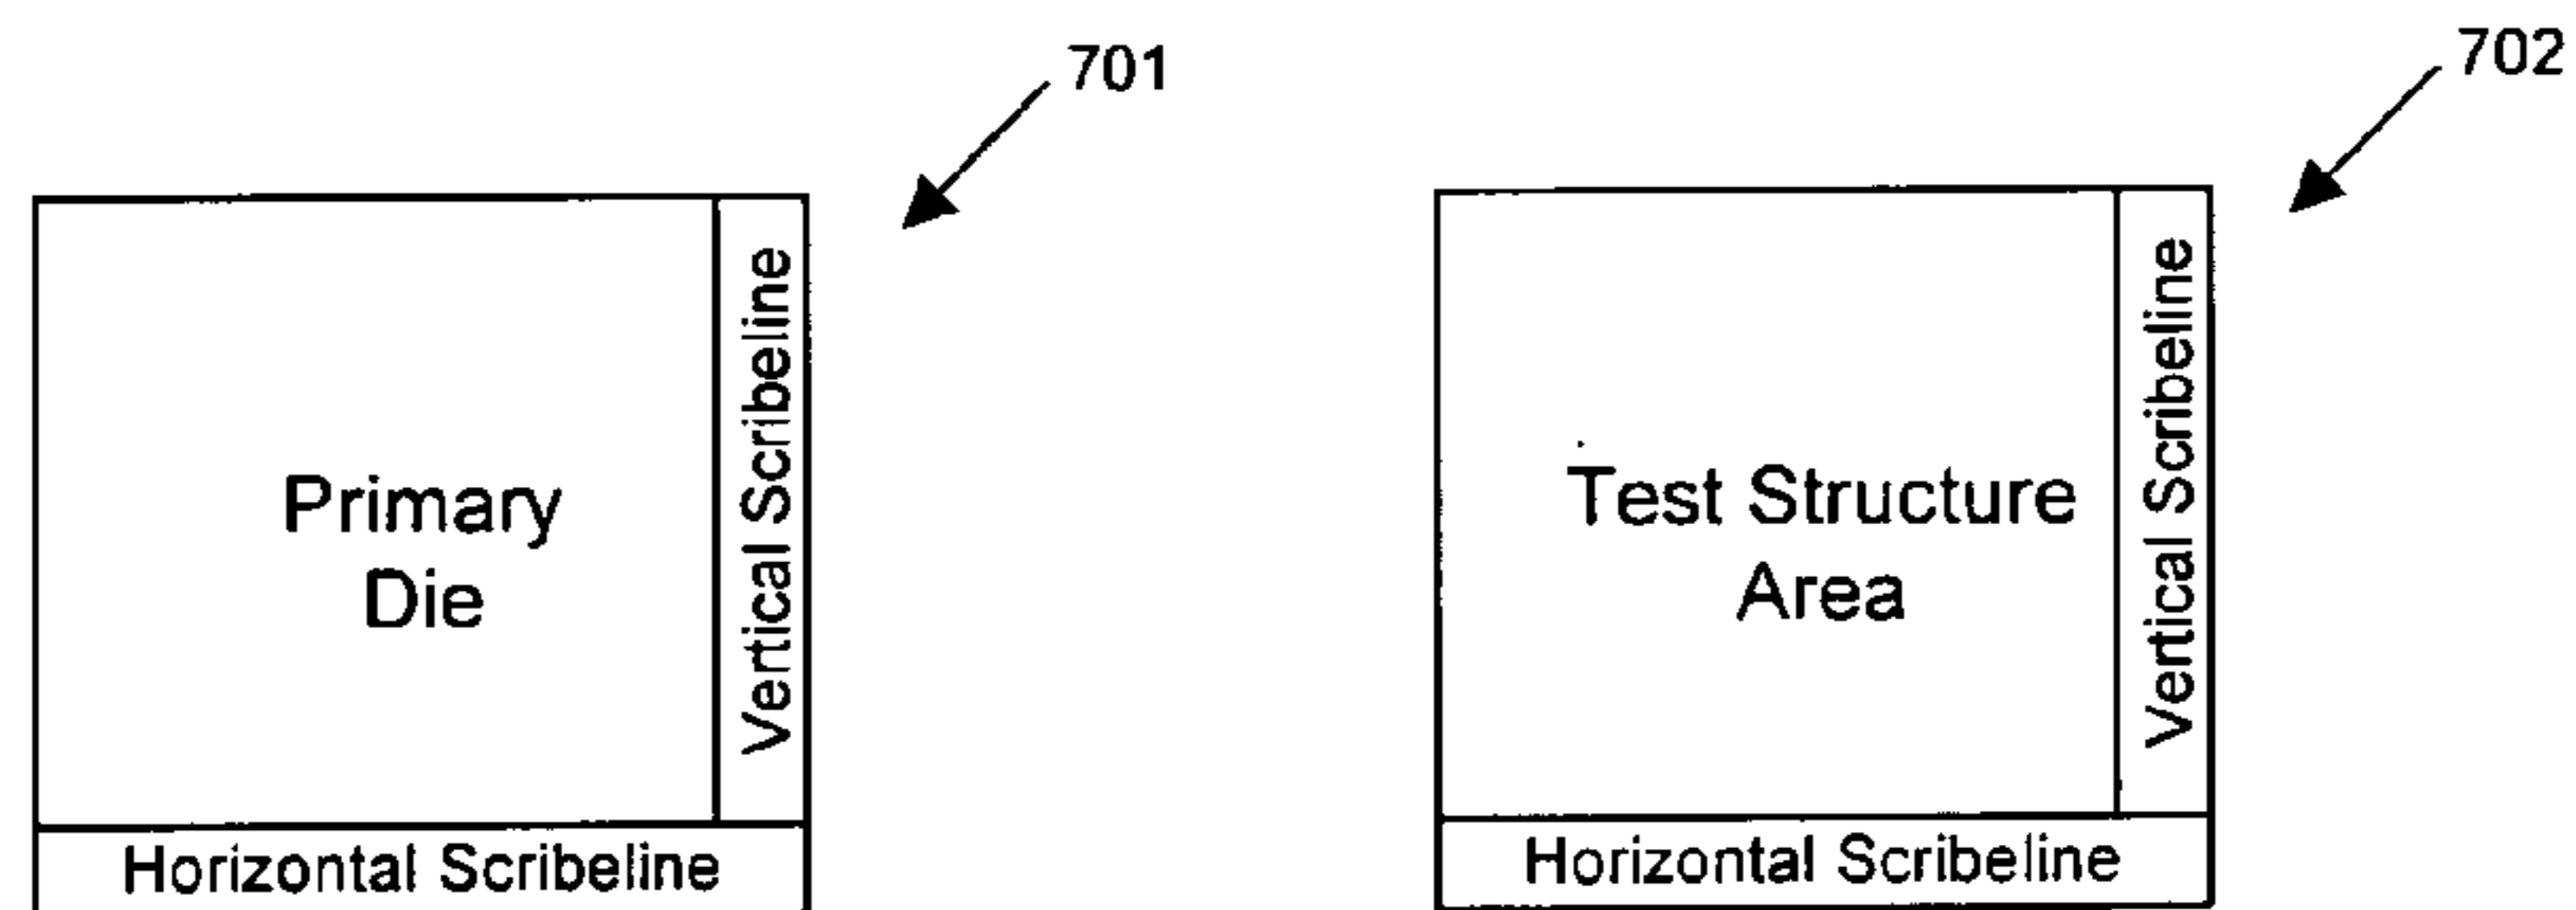 701
702
Primary
Die
Vertical Scribeline
Horizontal Scribeline
Test Structure
Area
Vertical Scribeline
Horizontal Scribeline